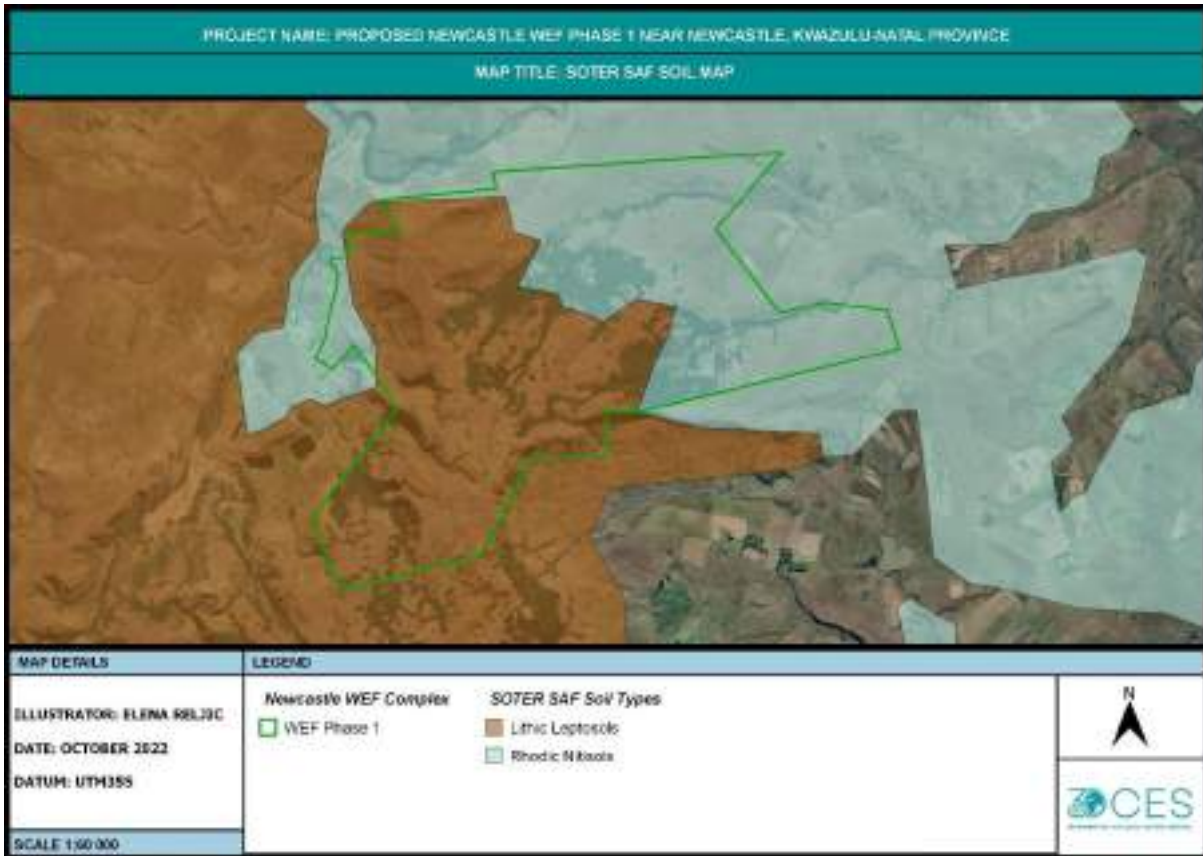 PROJECT NAME: PROPOSED NEWCASTLE WEF PHASE 1 NEAR NEWCASTLE, KWAZULU-NATAL PROVINCE
MAP TITLE: SOTER SAF SOIL MAP
MAP DETAILS
ILLUSTRATOR: ELENA RELJIC
DATE: OCTOBER 2022
DATUM: UTM35S
SCALE 1:60 000
LEGEND
Newcastle WEF Complex
WEF Phase 1
SOTER SAF Soil Types
Lithic Leptosols
Rhodic Nitisols
N
CES